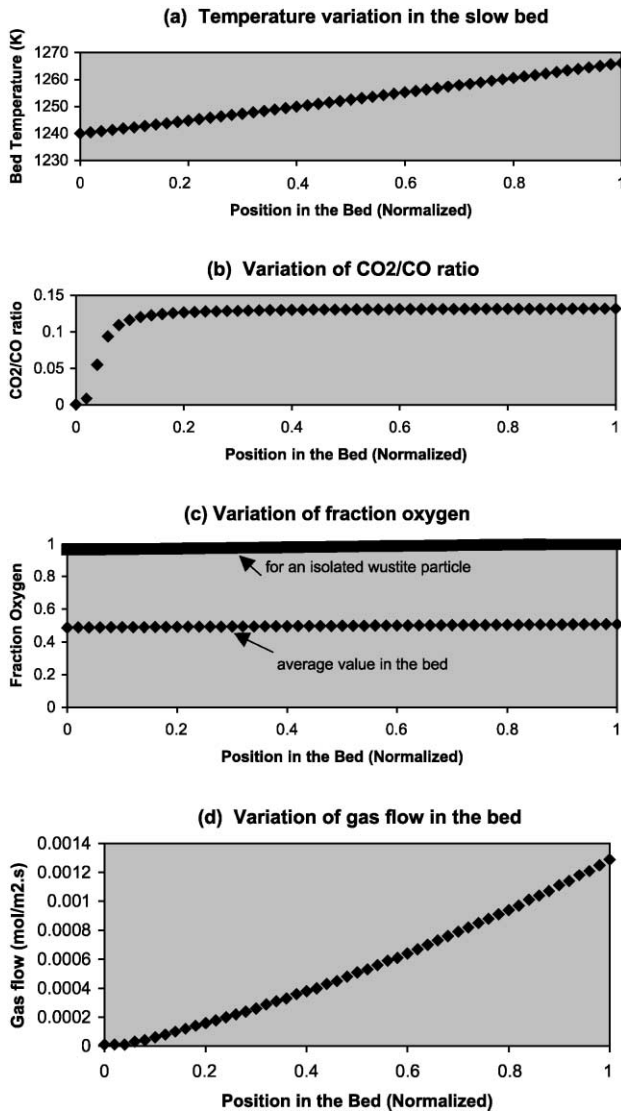 (a) Temperature variation in the slow bed
Bed Temperature (K)
1270
1260
1250
1240
1230
0 0.2 0.4 0.6 0.8 1
Position in the Bed (Normalized)
(b) Variation of CO2/CO ratio
CO2/CO ratio
0.15
0.1
0.05
0
0 0.2 0.4 0.6 0.8 1
Position in the Bed (Normalized)
(c) Variation of fraction oxygen
Fraction Oxygen
1
0.8
0.6
0.4
0.2
0
for an isolated wustite particle
average value in the bed
0 0.2 0.4 0.6 0.8 1
Position in the Bed (Normalized)
(d) Variation of gas flow in the bed
Gas flow (mol/m2.s)
0.0014
0.0012
0.001
0.0008
0.0006
0.0004
0.0002
0
0 0.2 0.4 0.6 0.8 1
Position in the Bed (Normalized)